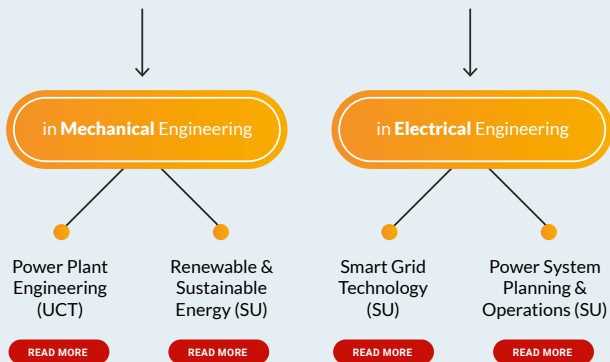 in Mechanical Engineering
in Electrical Engineering
Power Plant
Engineering
(UCT)
Renewable &
Sustainable
Energy (SU)
Smart Grid
Technology
(SU)
Power System
Planning &
Operations (SU)
READ MORE
READ MORE
READ MORE
READ MORE